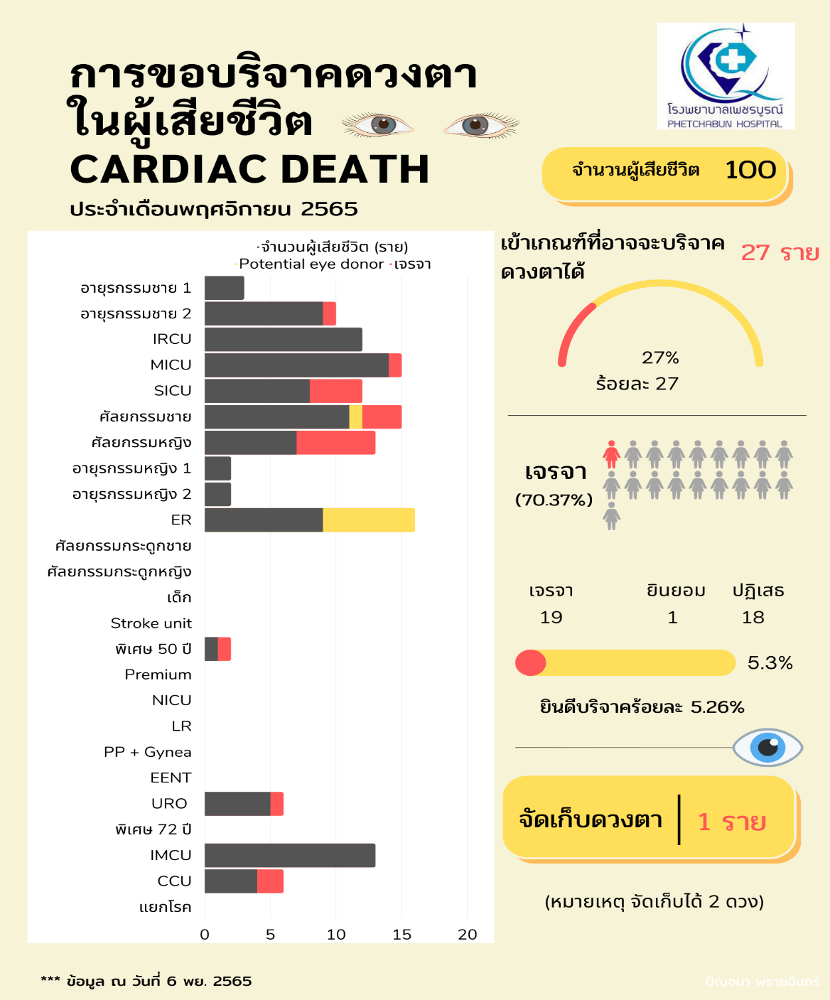 การขอบริจาคดวงตา
ในผู้เสียชีวิต
CARDIAC DEATH
ประจำเดือนพฤศจิกายน 2565
โรงพยาบาลเพชรบูรณ์
PHETCHABUN HOSPITAL
จำนวนผู้เสียชีวิต 100
จำนวนผู้เสียชีวิต (ราย)
Potential eye donor เจรจา
อายุรกรรมชาย 1
อายุรกรรมชาย 2
IRCU
MICU
SICU
ศัลยกรรมชาย
ศัลยกรรมหญิง
อายุรกรรมหญิง 1
อายุรกรรมหญิง 2
ER
ศัลยกรรมกระดูกชาย
ศัลยกรรมกระดูกหญิง
เด็ก
Stroke unit
พิเศษ 50 ปี
Premium
NICU
LR
PP + Gynea
EENT
URO
พิเศษ 72 ปี
IMCU
CCU
แยกโรค
0 5 10 15 20
เข้าเกณฑ์ที่อาจจะบริจาค
ดวงตาได้
27 ราย
27%
ร้อยละ 27
เจรจา
(70.37%)
เจรจา ยินยอม ปฏิเสธ
19 1 18
5.3%
ยินดีบริจาคร้อยละ 5.26%
จัดเก็บดวงตา 1 ราย
(หมายเหตุ จัดเก็บได้ 2 ดวง)
*** ข้อมูล ณ วันที่ 6 พย. 2565
ปัญจนา พรายอินทร์